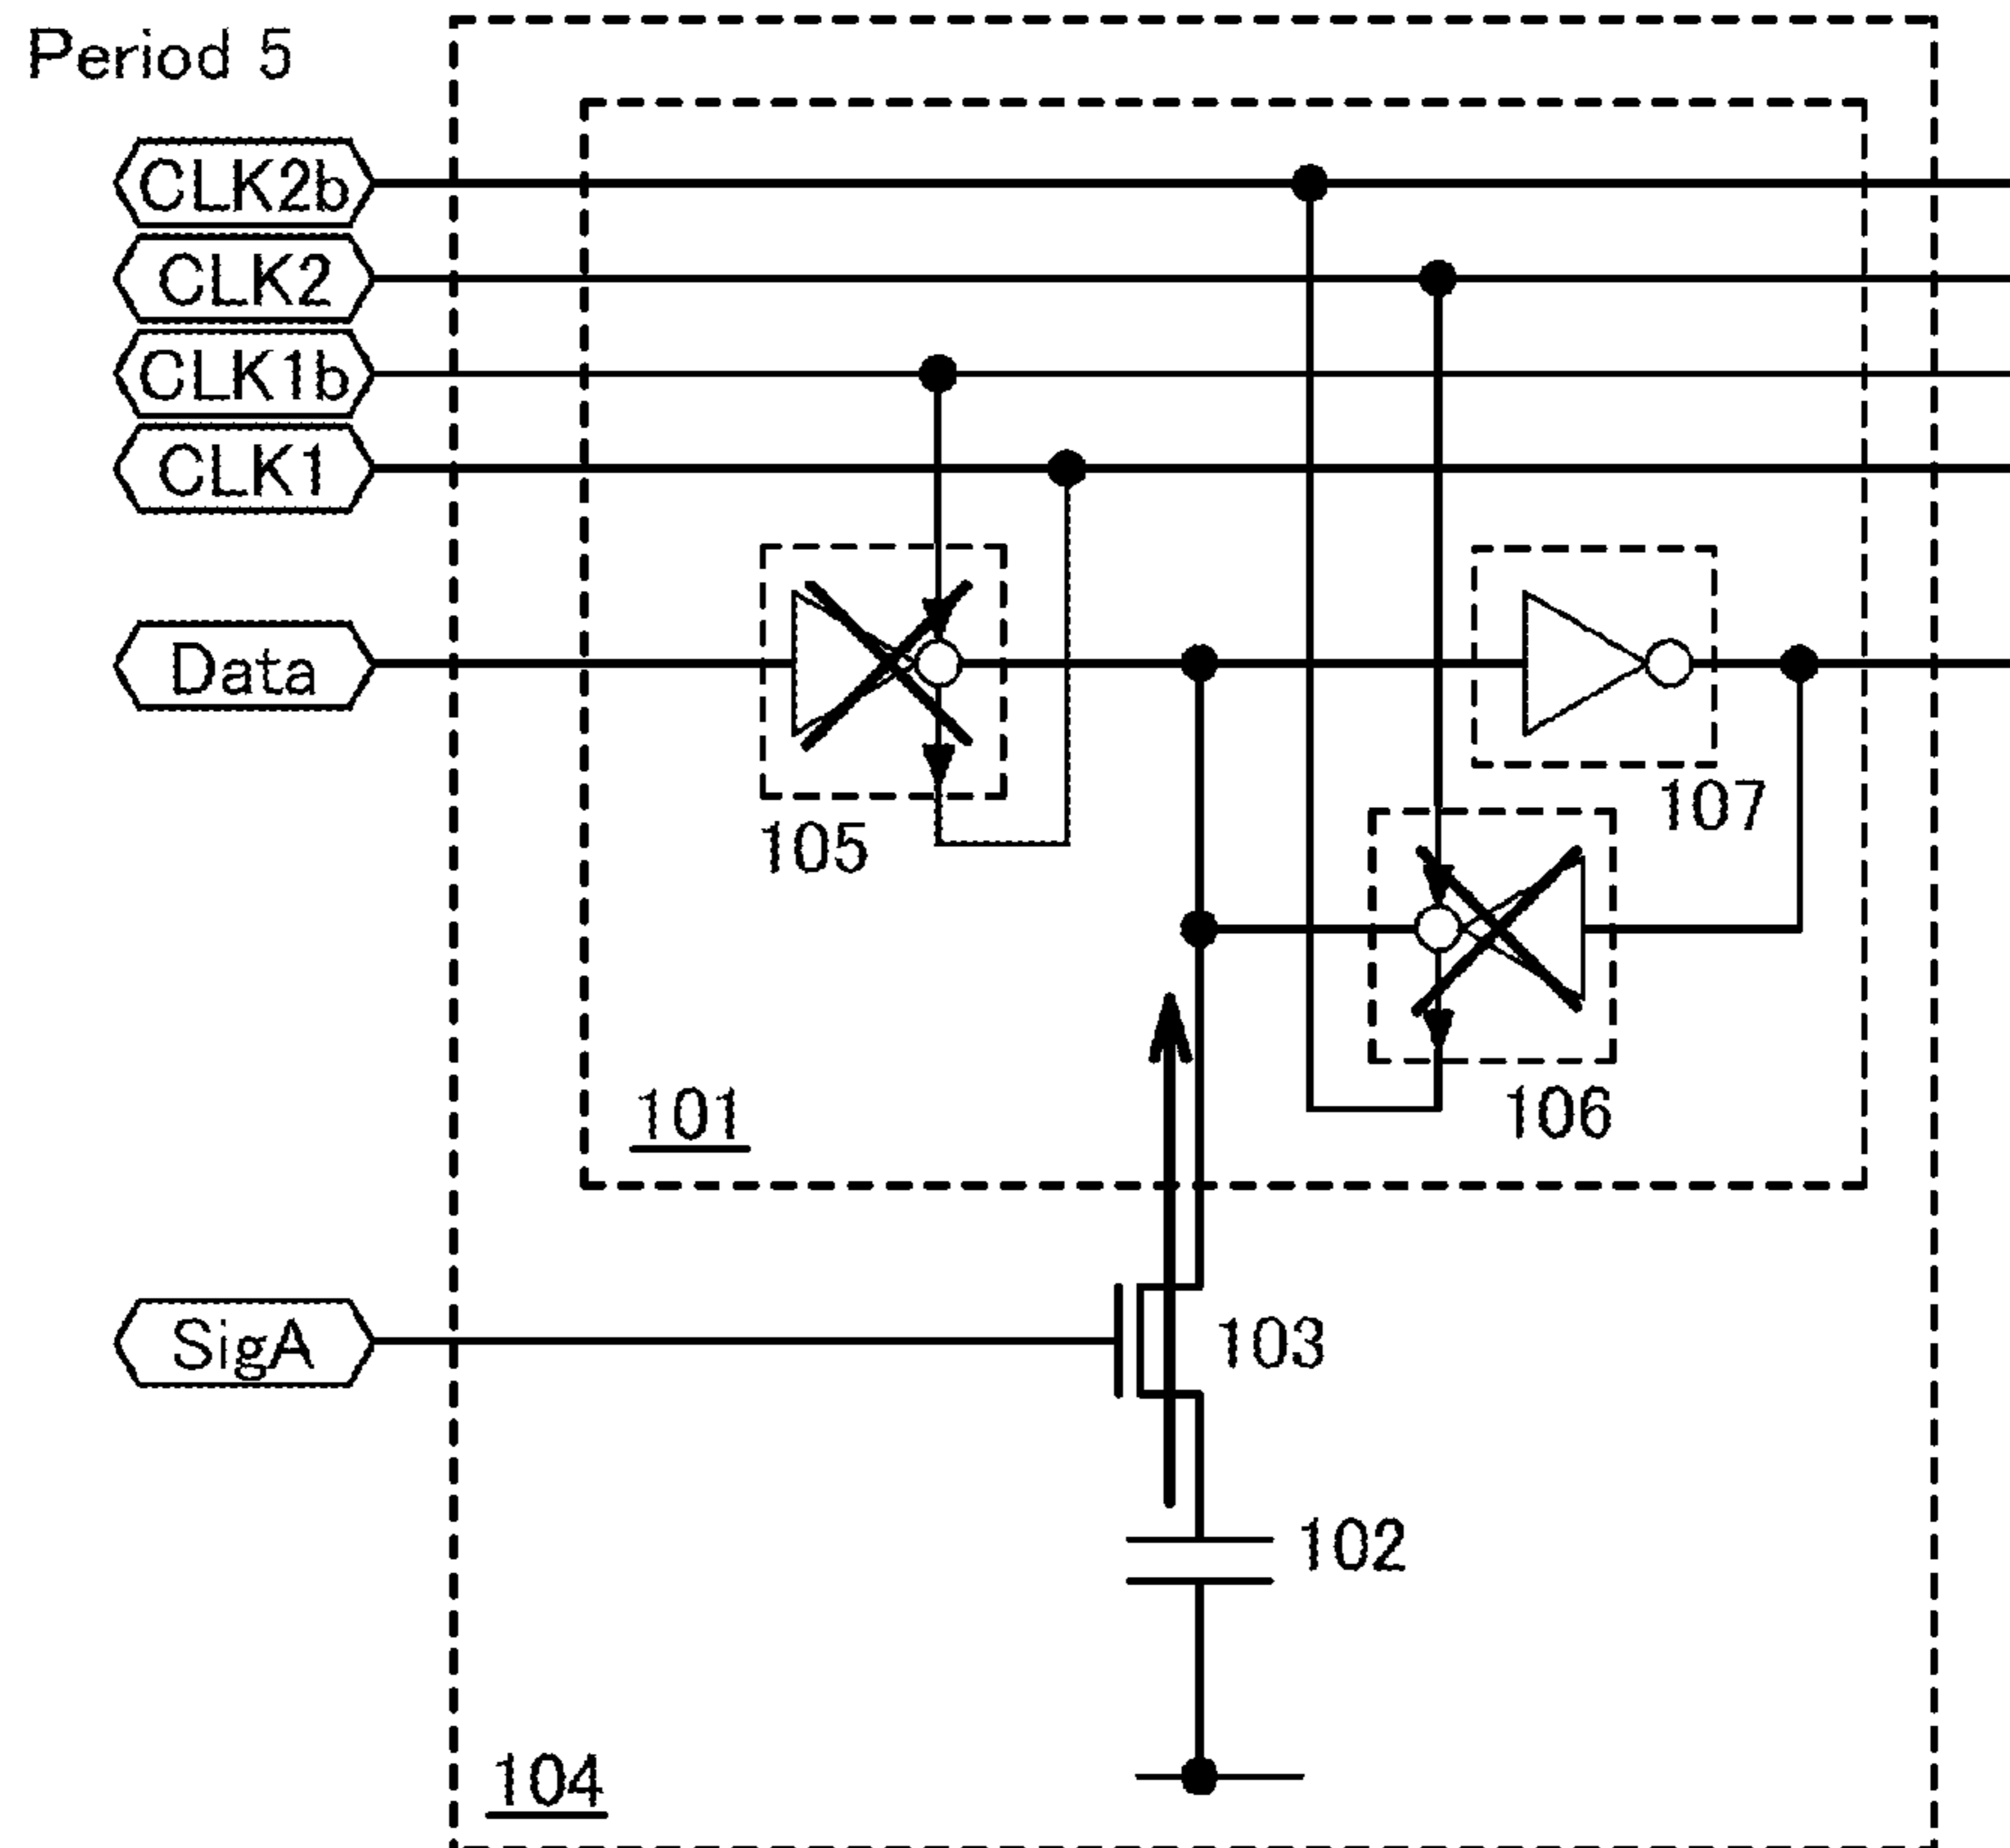 Period 5
CLK2b
CLK2
CLK1b
CLK1
Data
105
107
106
101
SigA
103
102
104